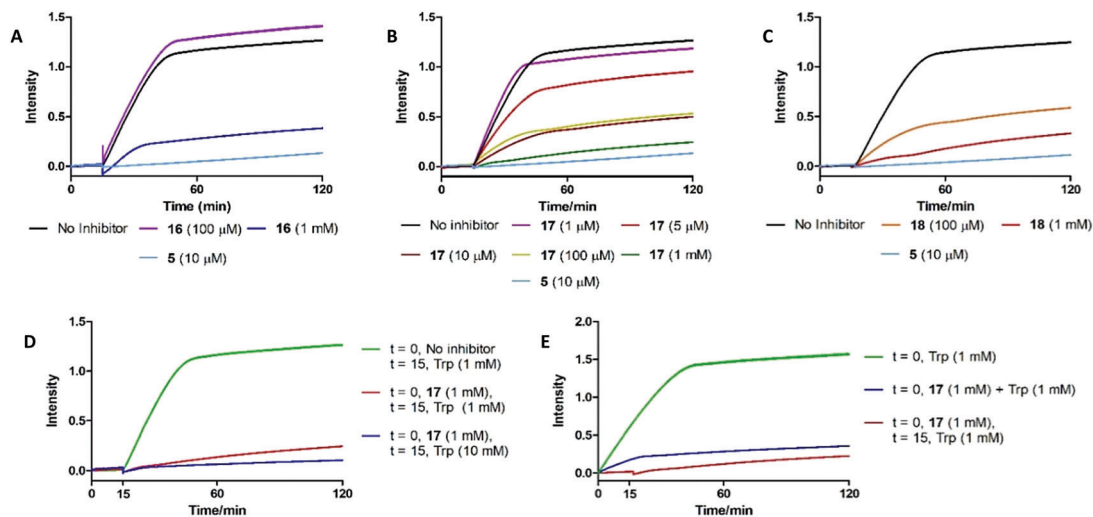 A
Intensity
1.5
1.0
0.5
0.0
0 60 120
Time (min)
No Inhibitor 16 (100 μM) 16 (1 mM)
5 (10 μM)
B
Intensity
1.5
1.0
0.5
0.0
0 60 120
Time/min
No inhibitor 17 (1 μM) 17 (5 μM)
17 (10 μM) 17 (100 μM) 17 (1 mM)
5 (10 μM)
C
Intensity
1.5
1.0
0.5
0.0
0 60 120
Time/min
No Inhibitor 18 (100 μM) 18 (1 mM)
5 (10 μM)
D
Intensity
1.5
1.0
0.5
0.0
0 15 60 120
Time/min
t = 0, No inhibitor
t = 15, Trp (1 mM)
t = 0, 17 (1 mM),
t = 15, Trp (1 mM)
t = 0, 17 (1 mM),
t = 15, Trp (10 mM)
E
Intensity
2.0
1.5
1.0
0.5
0.0
0 15 60 120
Time/min
t = 0, Trp (1 mM)
t = 0, 17 (1 mM) + Trp (1 mM)
t = 0, 17 (1 mM),
t = 15, Trp (1 mM)